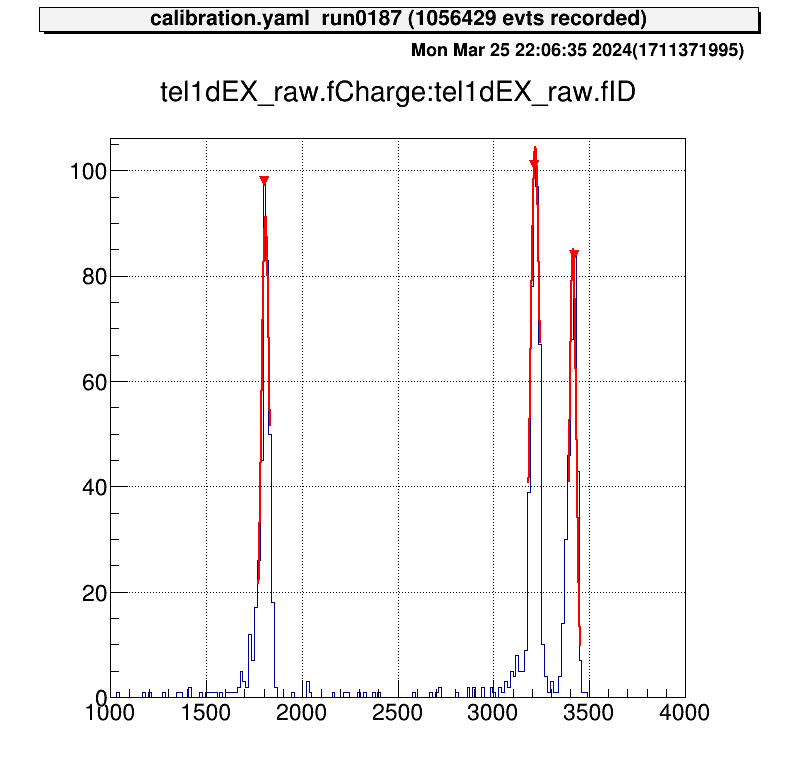 calibration.yaml run0187 (1056429 evts recorded)
Mon Mar 25 22:06:35 2024(1711371995)
tel1dEX_raw.fCharge:tel1dEX_raw.fID
100
80
60
40
20
0
1000 1500 2000 2500 3000 3500 4000